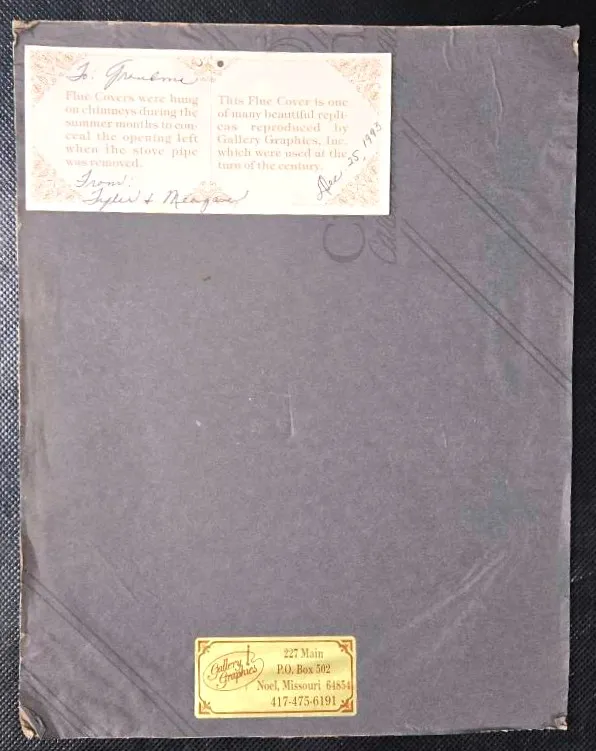 To: Grandma
Flue Covers were hung
on chimneys during the
summer months to con-
ceal the opening left
when the stove pipe
was removed.
From:
Tyler & Meagan
This Flue Cover is one
of many beautiful repli-
cas reproduced by
Gallery Graphics, Inc.
which were used at the
turn of the century.
Dec 25, 1993
Gallery
Graphics
227 Main
P.O. Box 502
Noel, Missouri 64854
417-475-6191